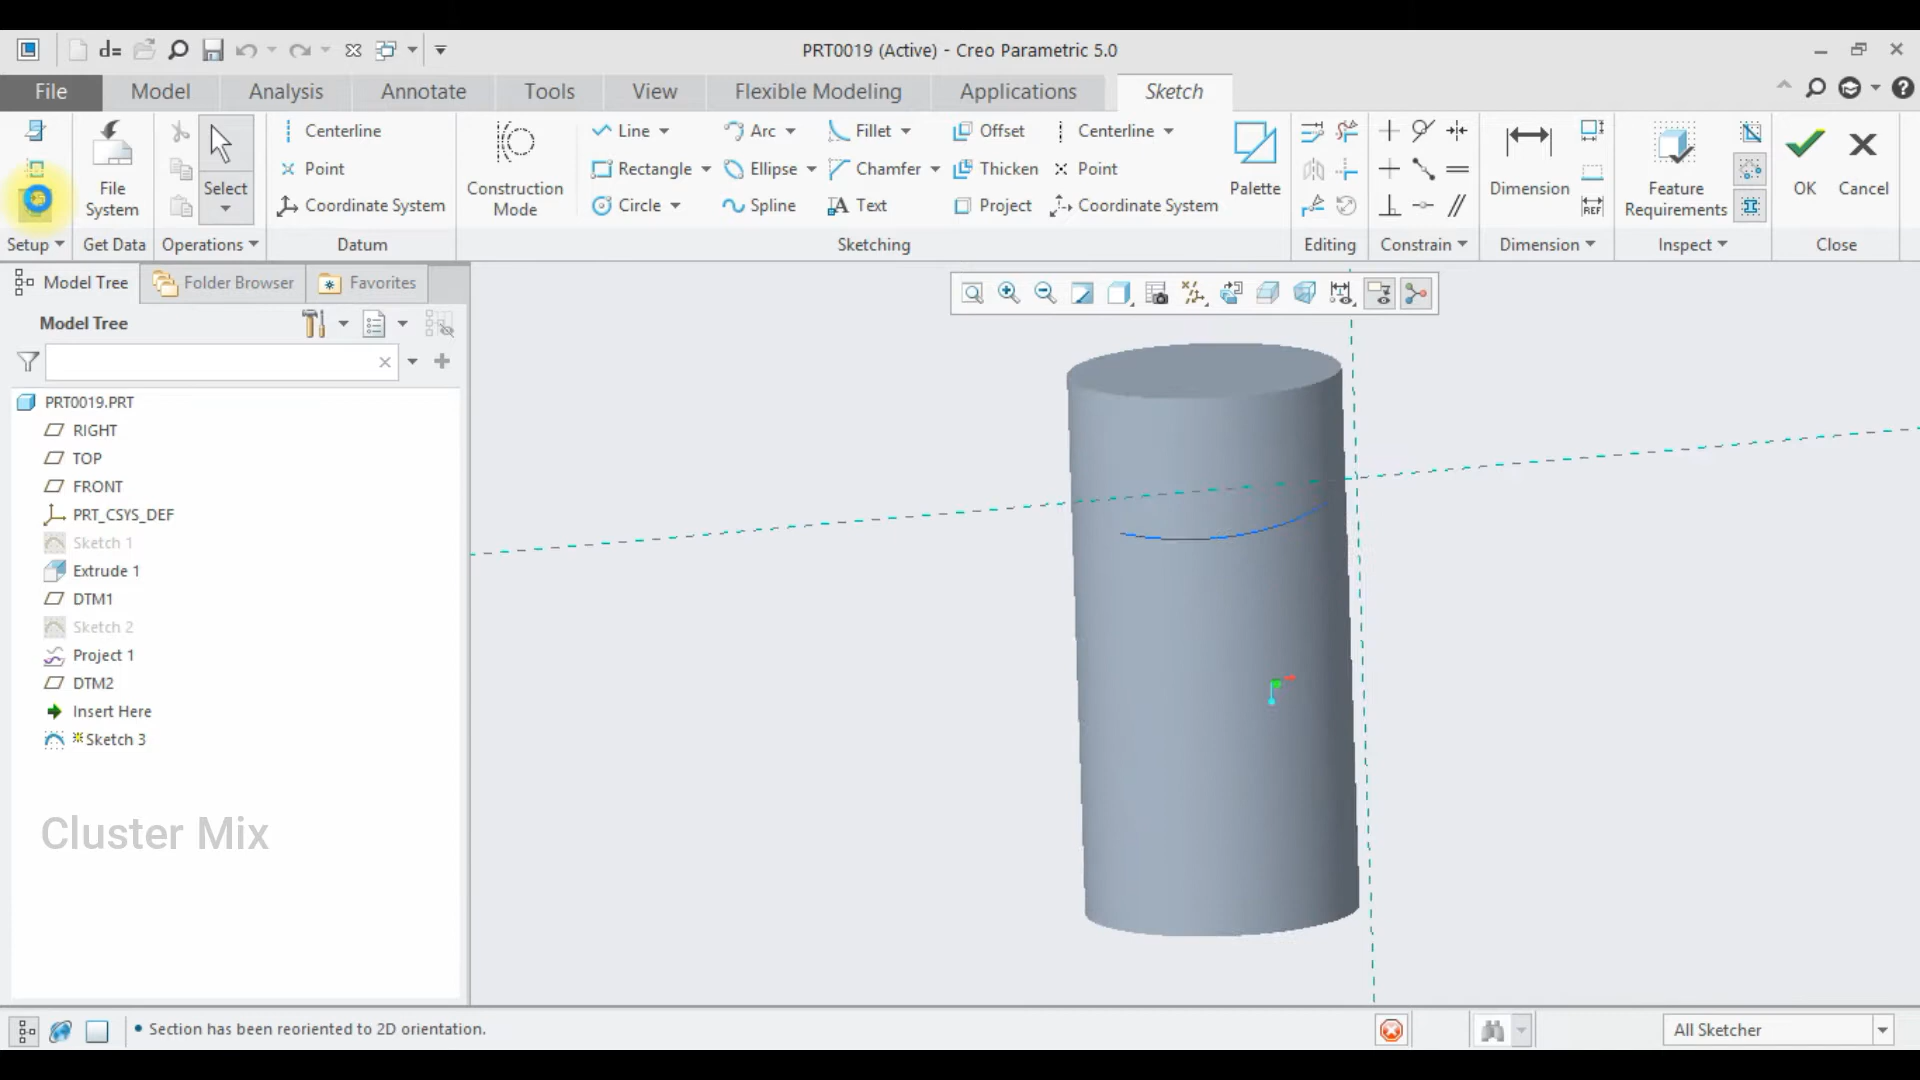 d=
PRT0019 (Active) - Creo Parametric 5.0
File Model Analysis Annotate Tools View Flexible Modeling Applications Sketch
Centerline
Point
Coordinate System
File
System
Select
Construction
Mode
Line Arc Fillet Offset Centerline
Rectangle Ellipse Chamfer Thicken Point
Circle Spline Text Project Coordinate System
Palette
Dimension
REF
Feature
Requirements
OK
Cancel
Setup Get Data Operations Datum Sketching Editing Constrain Dimension Inspect Close
Model Tree Folder Browser Favorites
Model Tree
PRT0019.PRT
RIGHT
TOP
FRONT
PRT_CSYS_DEF
Sketch 1
Extrude 1
DTM1
Sketch 2
Project 1
DTM2
Insert Here
Sketch 3
Cluster Mix
• Section has been reoriented to 2D orientation.
All Sketcher